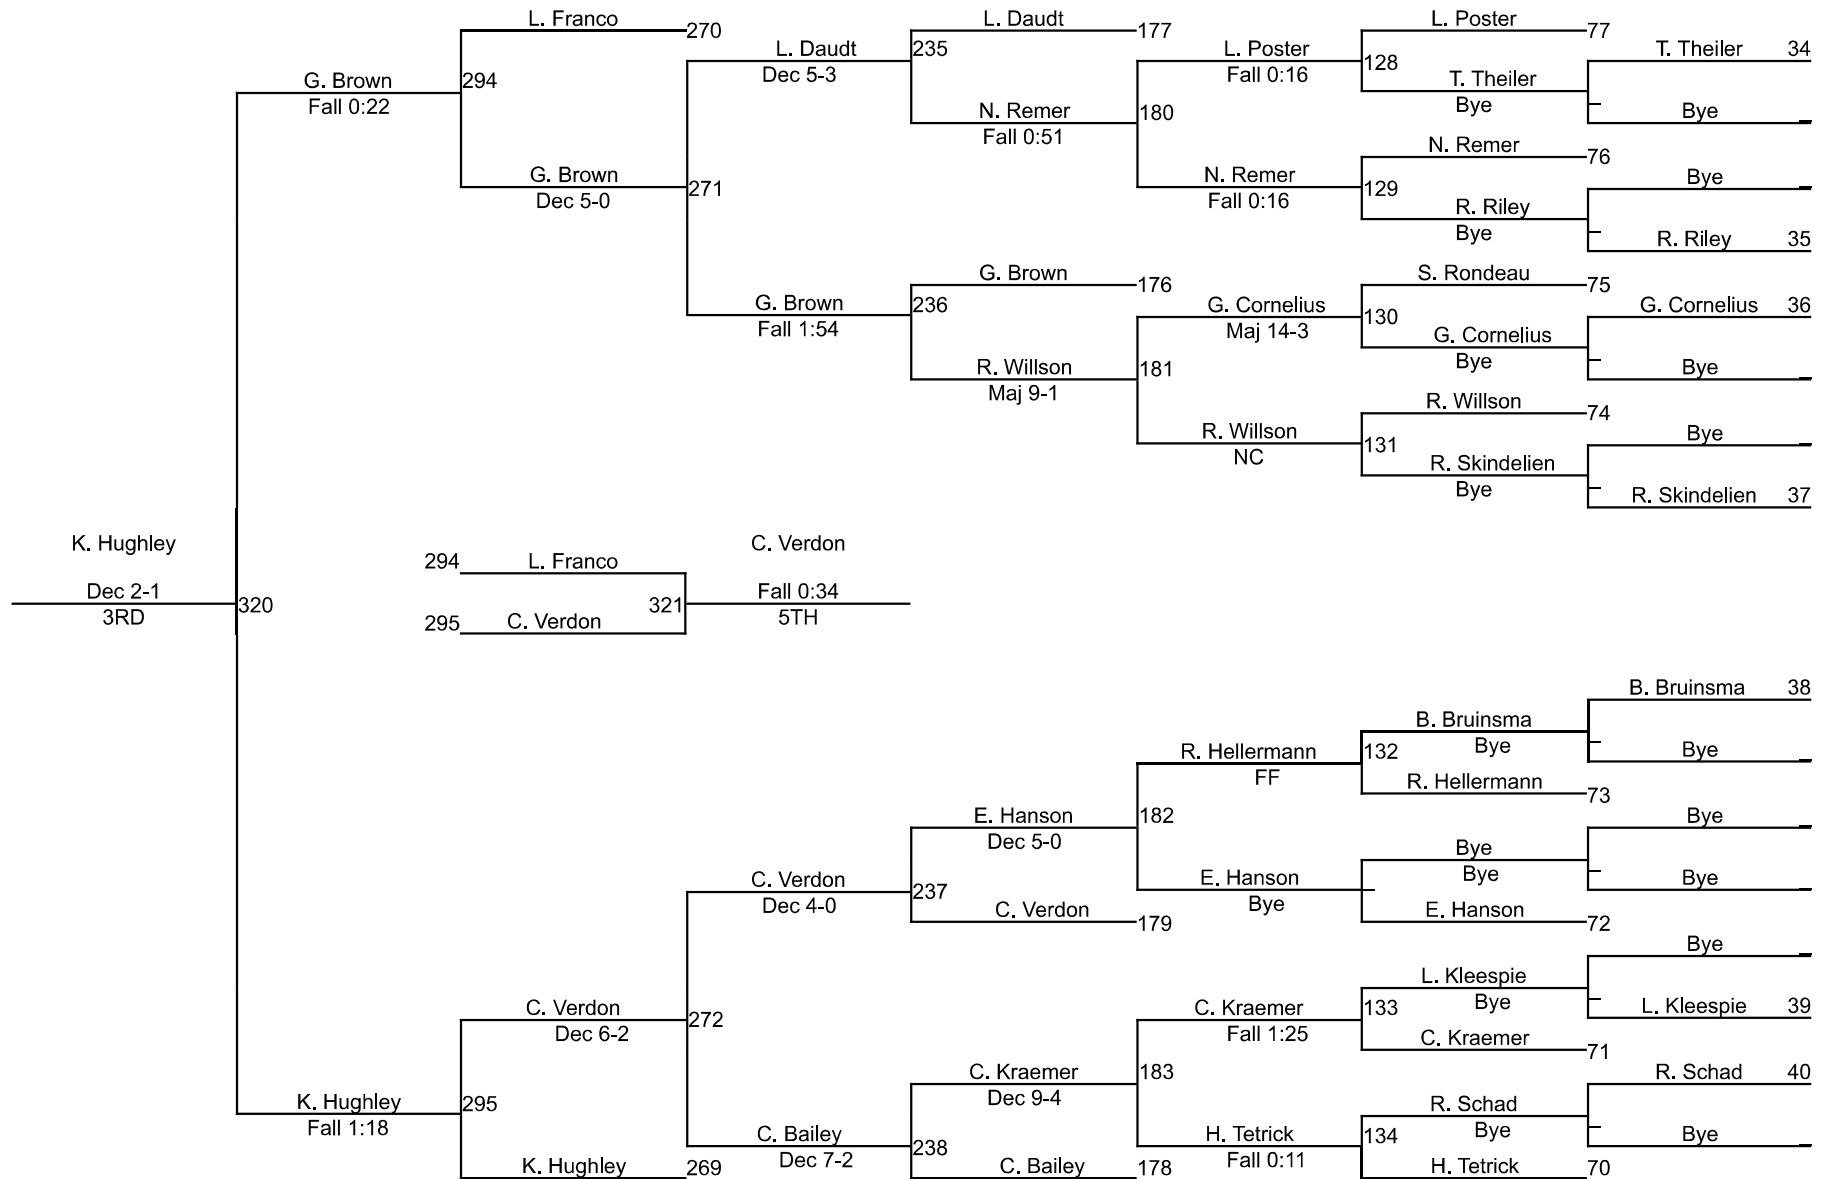 L. Franco
270
L. Daudt
177
L. Poster
77
L. Daudt
Dec 5-3
235
L. Poster
Fall 0:16
128
T. Theiler 34
G. Brown
Fall 0:22
294
T. Theiler
Bye
N. Remer
Fall 0:51
180
Bye _
N. Remer
76
G. Brown
Dec 5-0
271
N. Remer
Fall 0:16
129
Bye _
R. Riley
Bye
R. Riley 35
G. Brown
176
S. Rondeau
75
G. Brown
Fall 1:54
236
G. Cornelius
Maj 14-3
130
G. Cornelius 36
G. Cornelius
Bye
R. Willson
Maj 9-1
181
Bye _
R. Willson
74
R. Willson
NC
131
Bye _
R. Skindelien
Bye
R. Skindelien 37
K. Hughley
Dec 2-1
3RD
320
294
L. Franco
295
C. Verdon
321
C. Verdon
Fall 0:34
5TH
B. Bruinsma 38
B. Bruinsma
Bye
R. Hellermann
FF
132
Bye _
R. Hellermann
73
E. Hanson
Dec 5-0
182
Bye _
Bye
Bye
C. Verdon
Dec 4-0
237
E. Hanson
Bye
Bye _
C. Verdon
179
E. Hanson
72
Bye _
L. Kleespie
Bye
C. Verdon
Dec 6-2
272
C. Kraemer
Fall 1:25
133
L. Kleespie 39
C. Kraemer
71
C. Kraemer
Dec 9-4
183
R. Schad 40
K. Hughley
Fall 1:18
295
R. Schad
Bye
C. Bailey
Dec 7-2
238
H. Tetrick
Fall 0:11
134
Bye _
K. Hughley
269
C. Bailey
178
H. Tetrick
70